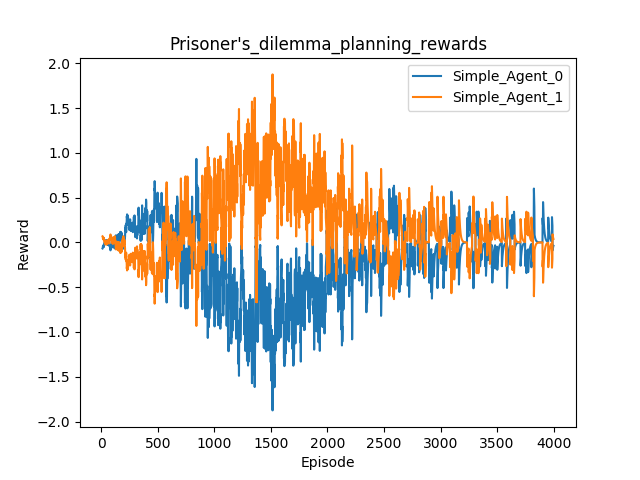 Prisoner's_dilemma_planning_rewards
Simple_Agent_0
Simple_Agent_1
Reward
2.0
1.5
1.0
0.5
0.0
−0.5
−1.0
−1.5
−2.0
0 500 1000 1500 2000 2500 3000 3500 4000
Episode